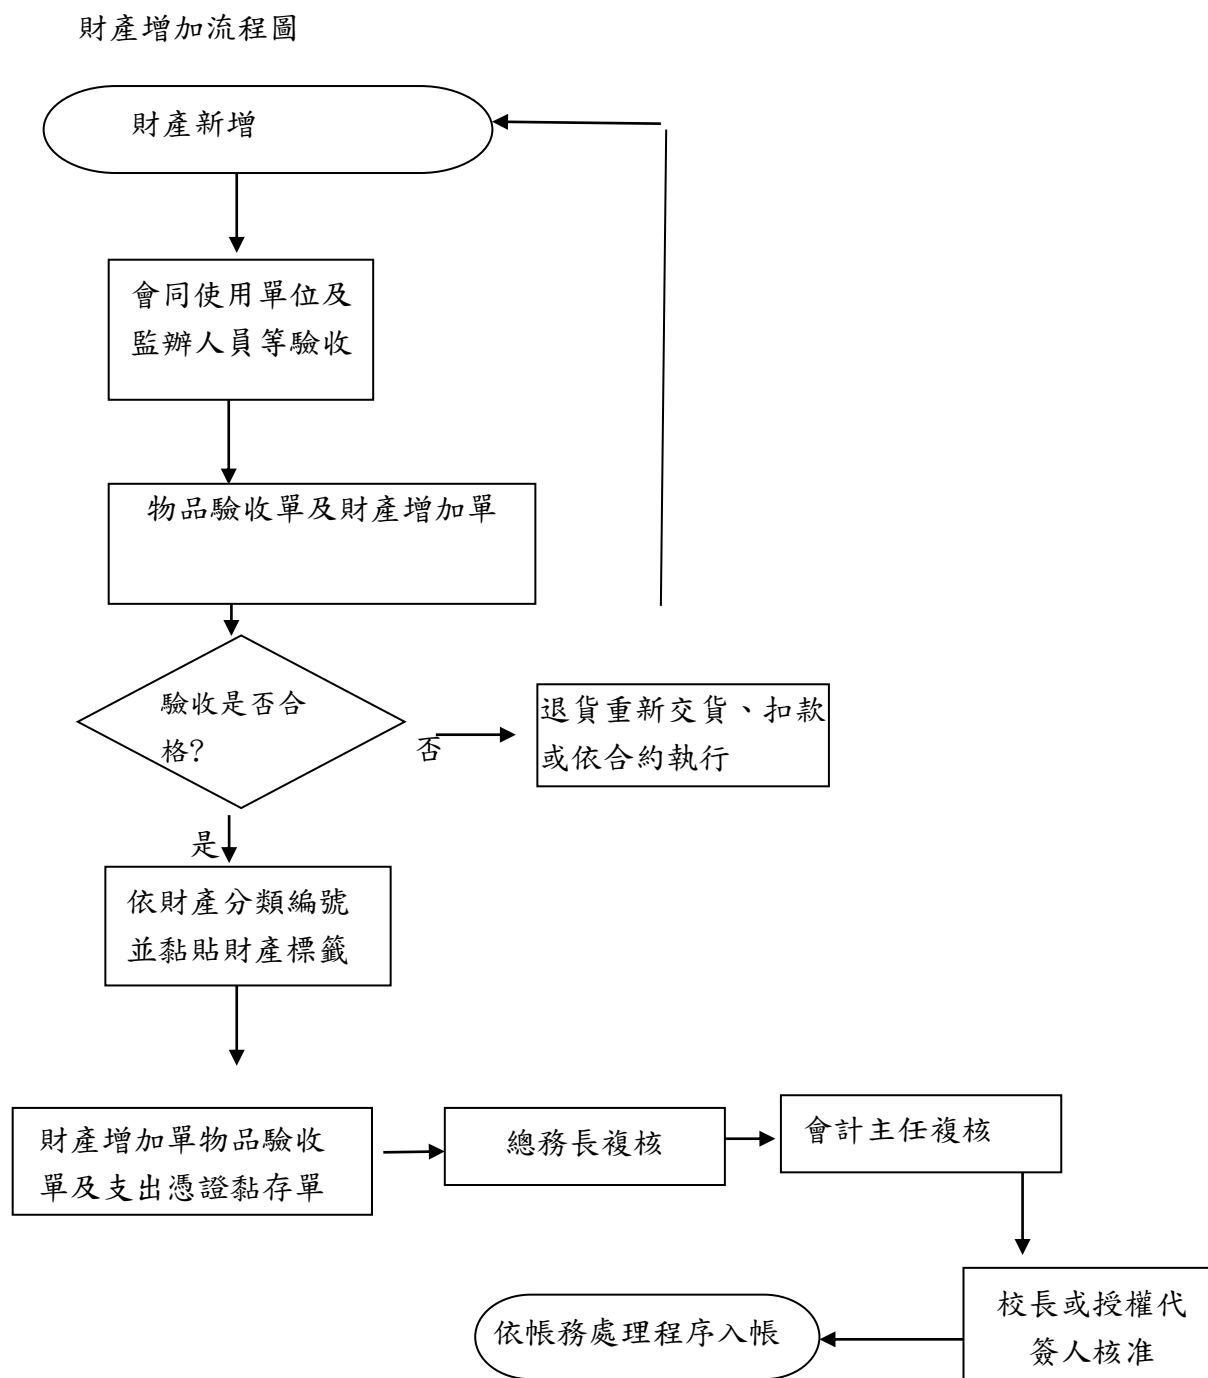 財產增加流程圖
財產新增
會同使用單位及
監辦人員等驗收
物品驗收單及財產增加單
驗收是否合
格?
否
退貨重新交貨、扣款
或依合約執行
是
依財產分類編號
並黏貼財產標籤
財產增加單物品驗收
單及支出憑證黏存單
總務長複核
會計主任複核
校長或授權代
簽人核准
依帳務處理程序入帳